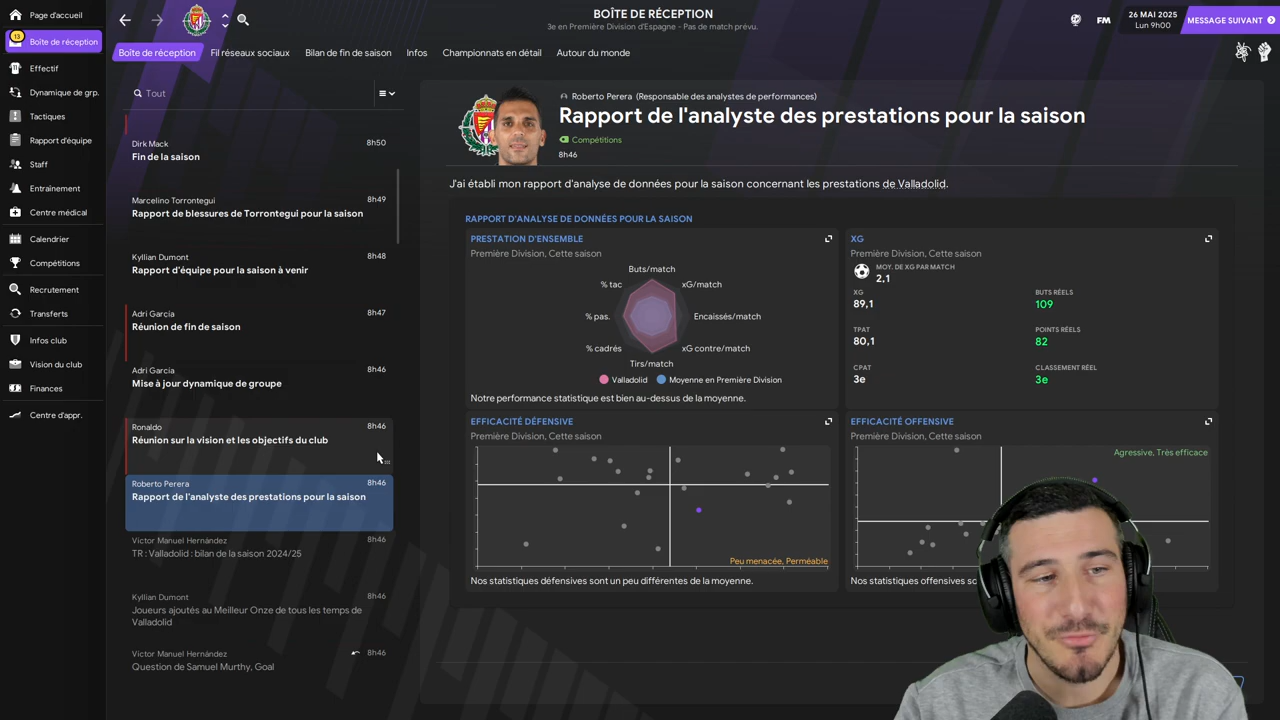 Page d'accueil
13
Boîte de réception
Effectif
Dynamique de grp.
Tactiques
Rapport d'équipe
Staff
Entraînement
Centre médical
Calendrier
Compétitions
Recrutement
Transferts
Infos club
Vision du club
Finances
Centre d'appr.
BOÎTE DE RÉCEPTION
3e en Première Division d'Espagne - Pas de match prévu.
FM
26 MAI 2025
Lun 9h00
MESSAGE SUIVANT
Boîte de réception
Fil réseaux sociaux
Bilan de fin de saison
Infos
Championnats en détail
Autour du monde
Tout
Dirk Mack 8h50
Fin de la saison
Marcelino Torrontegui 8h49
Rapport de blessures de Torrontegui pour la saison
Kyllian Dumont 8h48
Rapport d'équipe pour la saison à venir
Adri García 8h47
Réunion de fin de saison
Adri García 8h46
Mise à jour dynamique de groupe
Ronaldo 8h46
Réunion sur la vision et les objectifs du club
Roberto Perera 8h46
Rapport de l'analyste des prestations pour la saison
Víctor Manuel Hernández 8h46
TR : Valladolid : bilan de la saison 2024/25
Kyllian Dumont 8h46
Joueurs ajoutés au Meilleur Onze de tous les temps de
Valladolid
Víctor Manuel Hernández 8h46
Question de Samuel Murthy, Goal
Roberto Perera (Responsable des analystes de performances)
Rapport de l'analyste des prestations pour la saison
Compétitions
8h46
J'ai établi mon rapport d'analyse de données pour la saison concernant les prestations de Valladolid.
RAPPORT D'ANALYSE DE DONNÉES POUR LA SAISON
PRESTATION D'ENSEMBLE
Première Division, Cette saison
Buts/match
% tac
xG/match
% pas.
Encaissés/match
% cadrés
xG contre/match
Tirs/match
Valladolid
Moyenne en Première Division
Notre performance statistique est bien au-dessus de la moyenne.
XG
Première Division, Cette saison
MOY. DE XG PAR MATCH
2,1
XG
BUTS RÉELS
89,1
109
TPAT
POINTS RÉELS
80,1
82
CPAT
CLASSEMENT RÉEL
3e
3e
EFFICACITÉ DÉFENSIVE
Première Division, Cette saison
Peu menacée, Perméable
Nos statistiques défensives sont un peu différentes de la moyenne.
EFFICACITÉ OFFENSIVE
Première Division, Cette saison
Agressive, Très efficace
Nos statistiques offensives